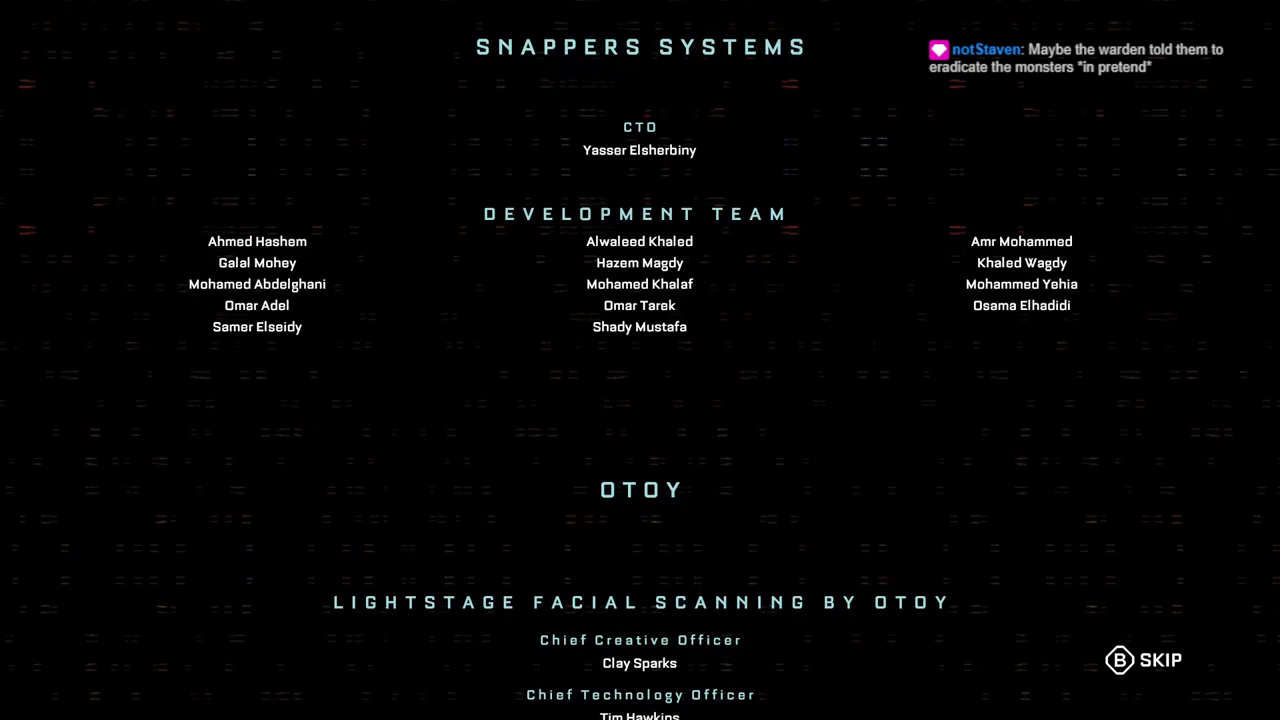 SNAPPERS SYSTEMS
notStaven: Maybe the warden told them to
eradicate the monsters *in pretend*
CTO
Yasser Elsherbiny
DEVELOPMENT TEAM
Ahmed Hashem Alwaleed Khaled Amr Mohammed
Galal Mohey Hazem Magdy Khaled Wagdy
Mohamed Abdelghani Mohamed Khalaf Mohammed Yehia
Omar Adel Omar Tarek Osama Elhadidi
Samer Elseidy Shady Mustafa
OTOY
LIGHTSTAGE FACIAL SCANNING BY OTOY
Chief Creative Officer
Clay Sparks
B SKIP
Chief Technology Officer
Tim Hawkins